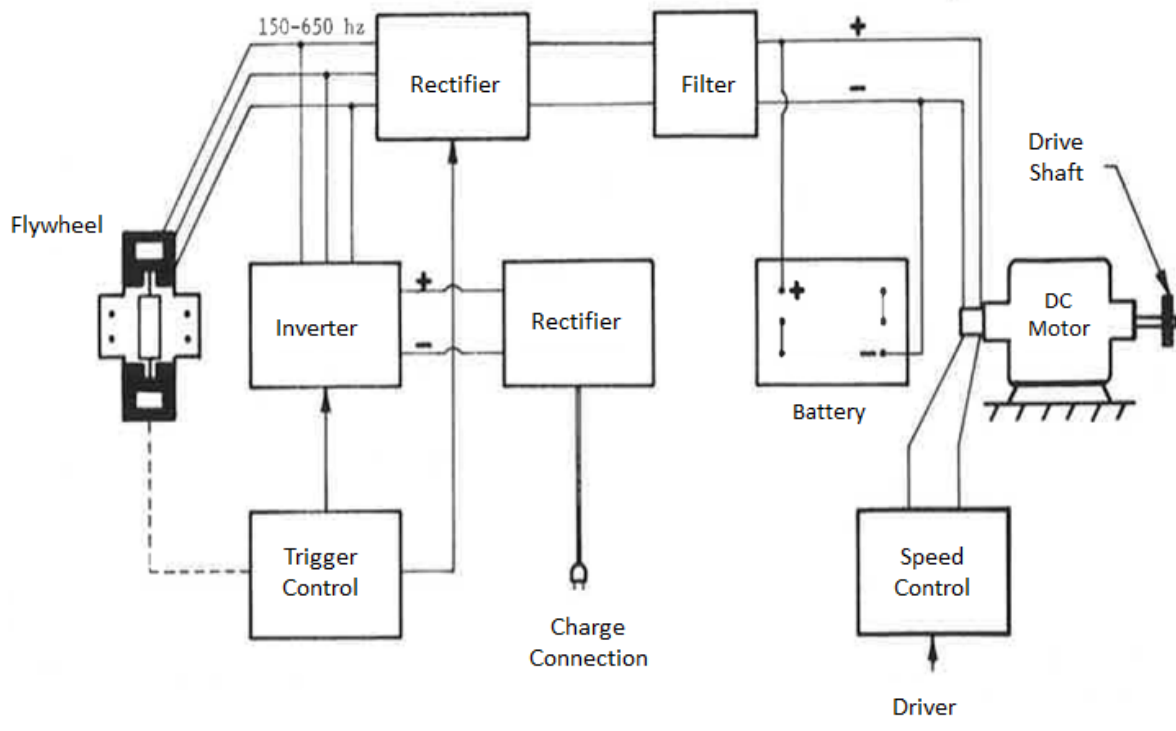 150-650 hz
Rectifier
Filter
+
-
Drive
Shaft
Flywheel
Inverter
+
-
Rectifier
+
-
Battery
DC
Motor
Trigger
Control
Charge
Connection
Speed
Control
Driver